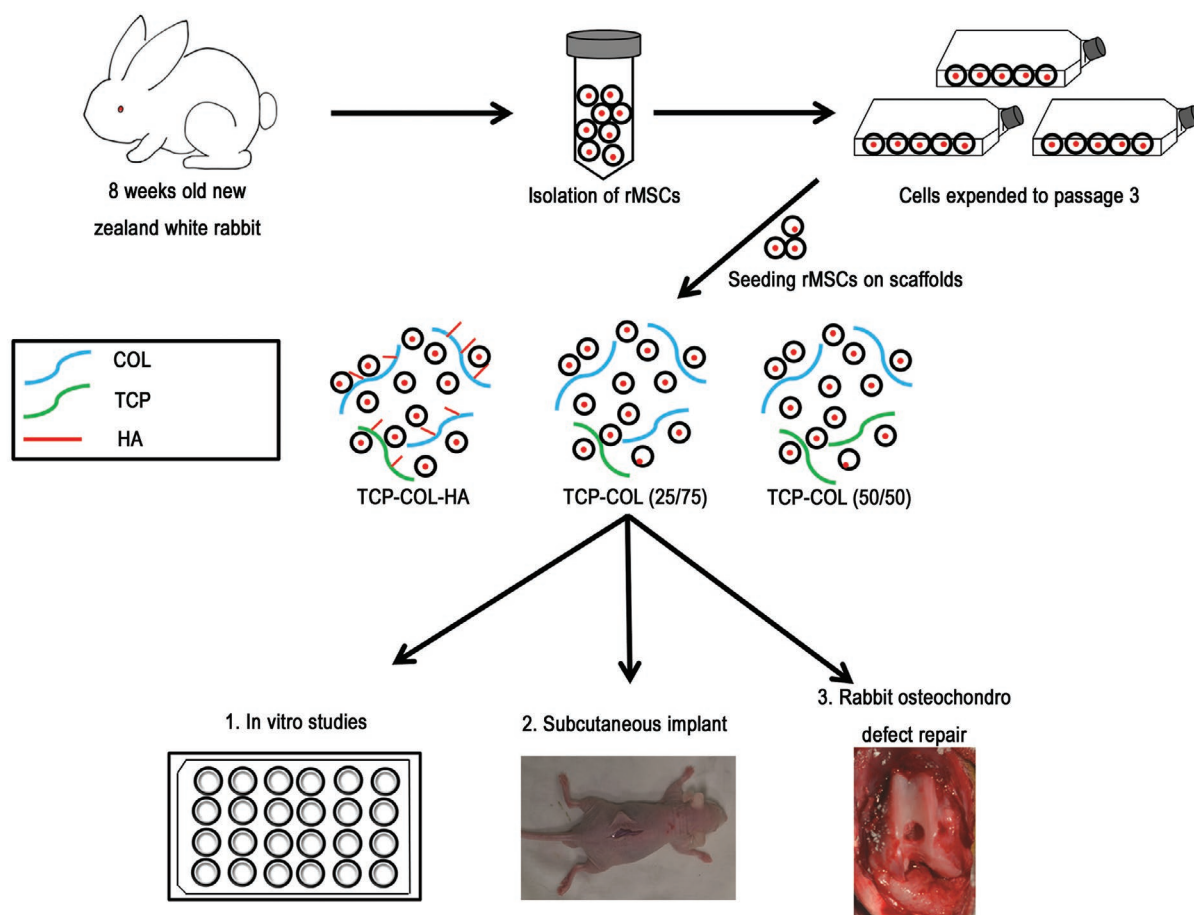 8 weeks old new
zealand white rabbit
Isolation of rMSCs
Cells expended to passage 3
Seeding rMSCs on scaffolds
COL
TCP
HA
TCP-COL-HA
TCP-COL (25/75)
TCP-COL (50/50)
1. In vitro studies
2. Subcutaneous implant
3. Rabbit osteochondro
defect repair